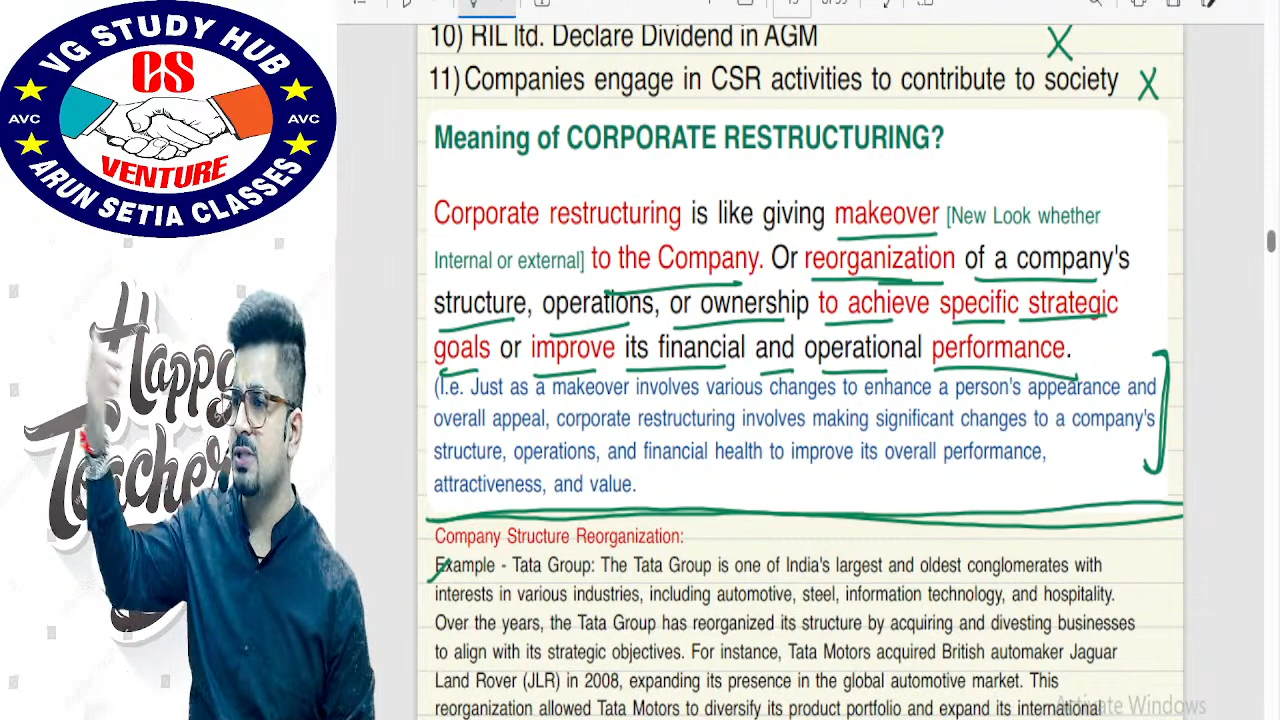 VG STUDY HUB
CS
AVC
AVC
VENTURE
ARUN SETIA CLASSES
Happy
Teacher
10) RIL ltd. Declare Dividend in AGM
11) Companies engage in CSR activities to contribute to society
Meaning of CORPORATE RESTRUCTURING?
Corporate restructuring is like giving makeover [New Look whether
Internal or external] to the Company. Or reorganization of a company's
structure, operations, or ownership to achieve specific strategic
goals or improve its financial and operational performance.
(I.e. Just as a makeover involves various changes to enhance a person's appearance and
overall appeal, corporate restructuring involves making significant changes to a company's
structure, operations, and financial health to improve its overall performance,
attractiveness, and value.
Company Structure Reorganization:
Example - Tata Group: The Tata Group is one of India's largest and oldest conglomerates with
interests in various industries, including automotive, steel, information technology, and hospitality.
Over the years, the Tata Group has reorganized its structure by acquiring and divesting businesses
to align with its strategic objectives. For instance, Tata Motors acquired British automaker Jaguar
Land Rover (JLR) in 2008, expanding its presence in the global automotive market. This
reorganization allowed Tata Motors to diversify its product portfolio and expand its international
Activate Windows